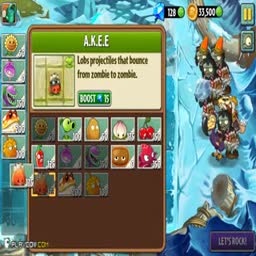 A.K.E.E
128
33,500
Lobs projectiles that bounce
from zombie to zombie.
BOOST 15
LET'S ROCK!